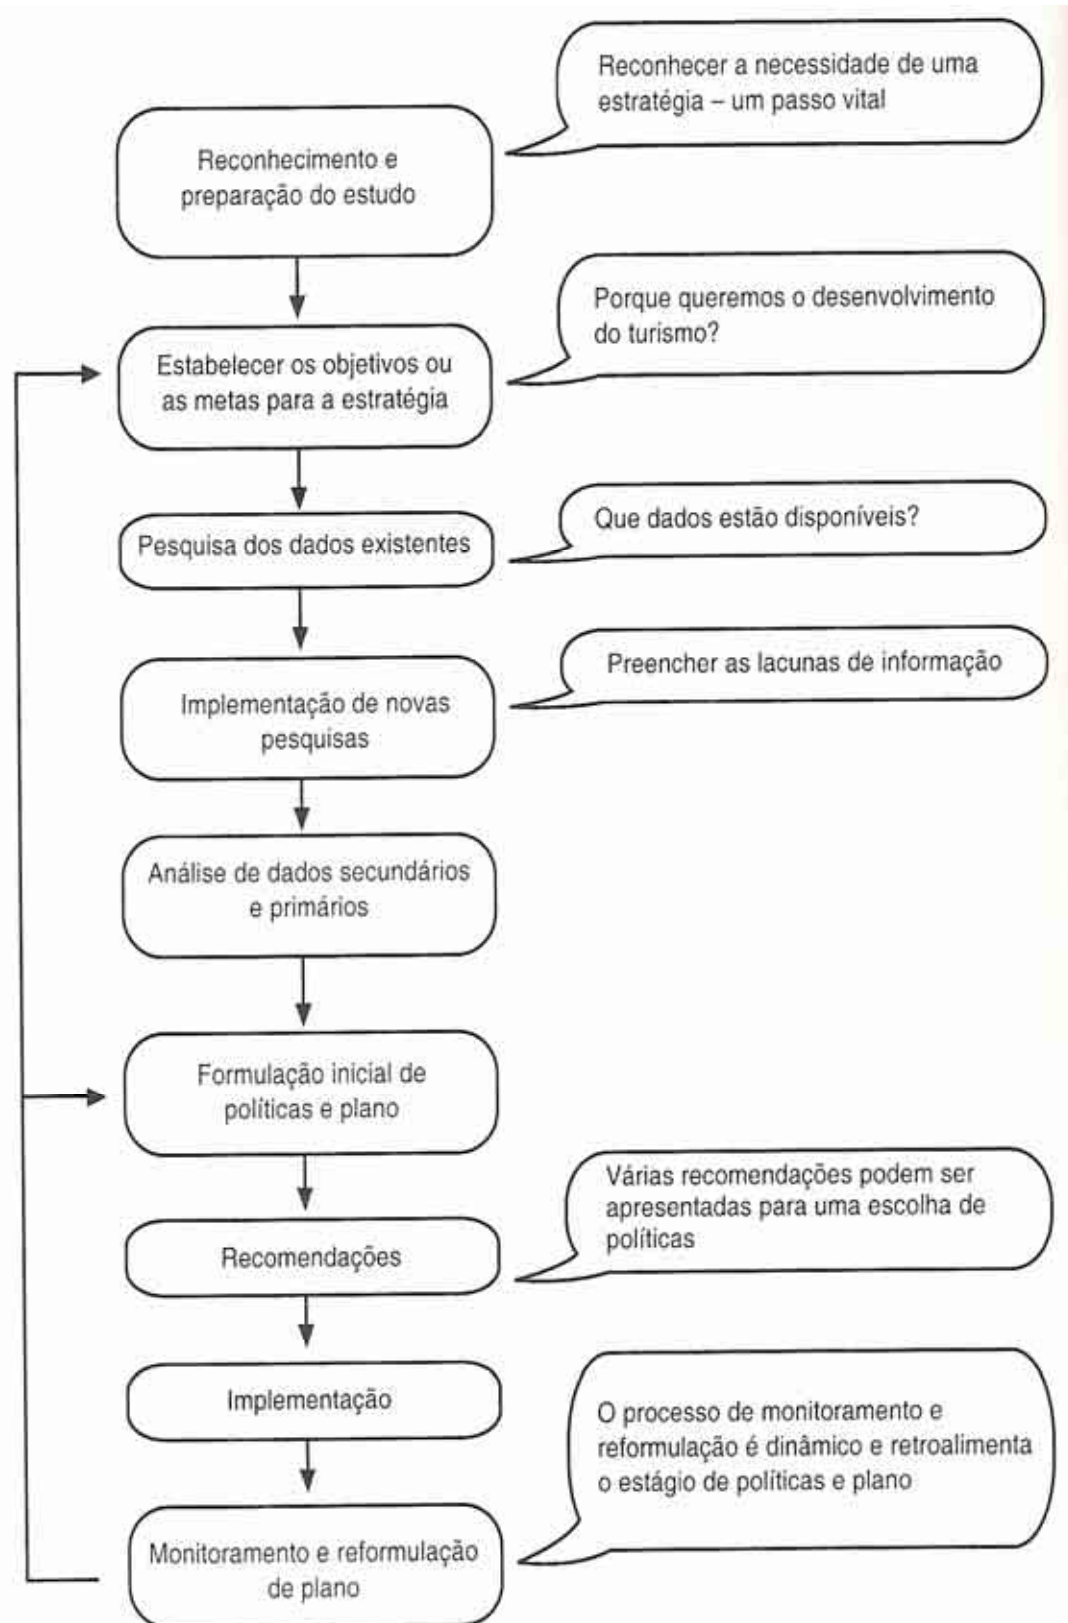 Reconhecer a necessidade de uma
estratégia – um passo vital
Reconhecimento e
preparação do estudo
Porque queremos o desenvolvimento
do turismo?
Estabelecer os objetivos ou
as metas para a estratégia
Que dados estão disponíveis?
Pesquisa dos dados existentes
Preencher as lacunas de informação
Implementação de novas
pesquisas
Análise de dados secundários
e primários
Formulação inicial de
políticas e plano
Várias recomendações podem ser
apresentadas para uma escolha de
políticas
Recomendações
Implementação
O processo de monitoramento e
reformulação é dinâmico e retroalimenta
o estágio de políticas e plano
Monitoramento e reformulação
de plano